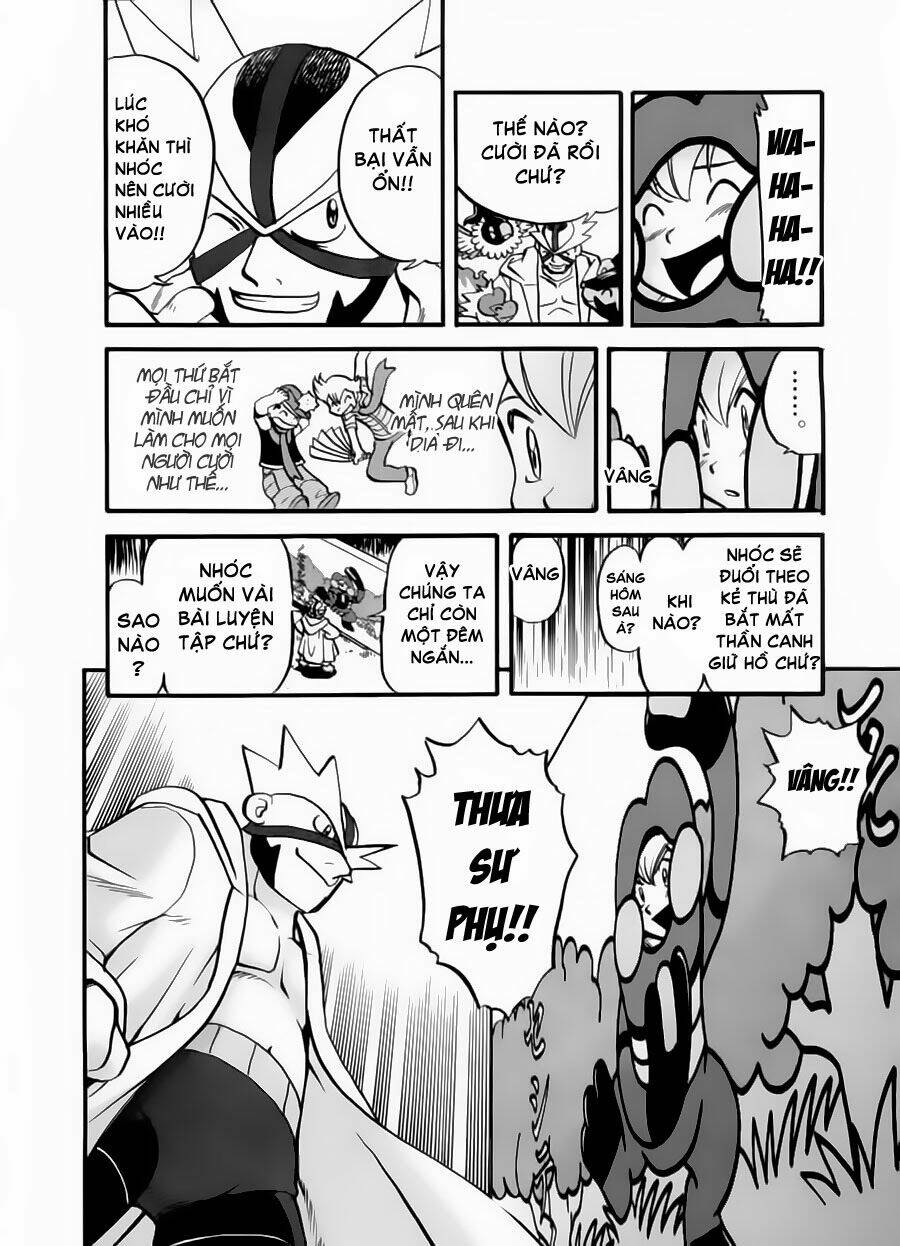 WA-
HA-
HA-
HA!!
THẾ NÀO?
CƯỜI ĐÃ RỒI
CHỨ?
THẤT
BẠI VẪN
ỔN!!
LÚC
KHÓ
KHĂN THÌ
NHÓC
NÊN CƯỜI
NHIỀU
VÀO!!
........
VÂNG
MÌNH QUÊN
MẤT, SAU KHI
DIA ĐI...
MỌI THỨ BẮT
ĐẦU CHỈ VÌ
MÌNH MUỐN
LÀM CHO MỌI
NGƯỜI CƯỜI
NHƯ THẾ...
NHÓC SẼ
ĐUỔI THEO
KẺ THÙ ĐÃ
BẮT MẤT
THẦN CANH
GIỮ HỒ CHỨ?
KHI
NÀO?
SÁNG
HÔM
SAU
À?
VÂNG
VẬY
CHÚNG TA
CHỈ CÒN
MỘT ĐÊM
NGẮN...
NHÓC
MUỐN VÀI
BÀI LUYỆN
TẬP CHỨ?
SAO
NÀO
?
VÂNG!!
THƯA
SƯ
PHỤ!!